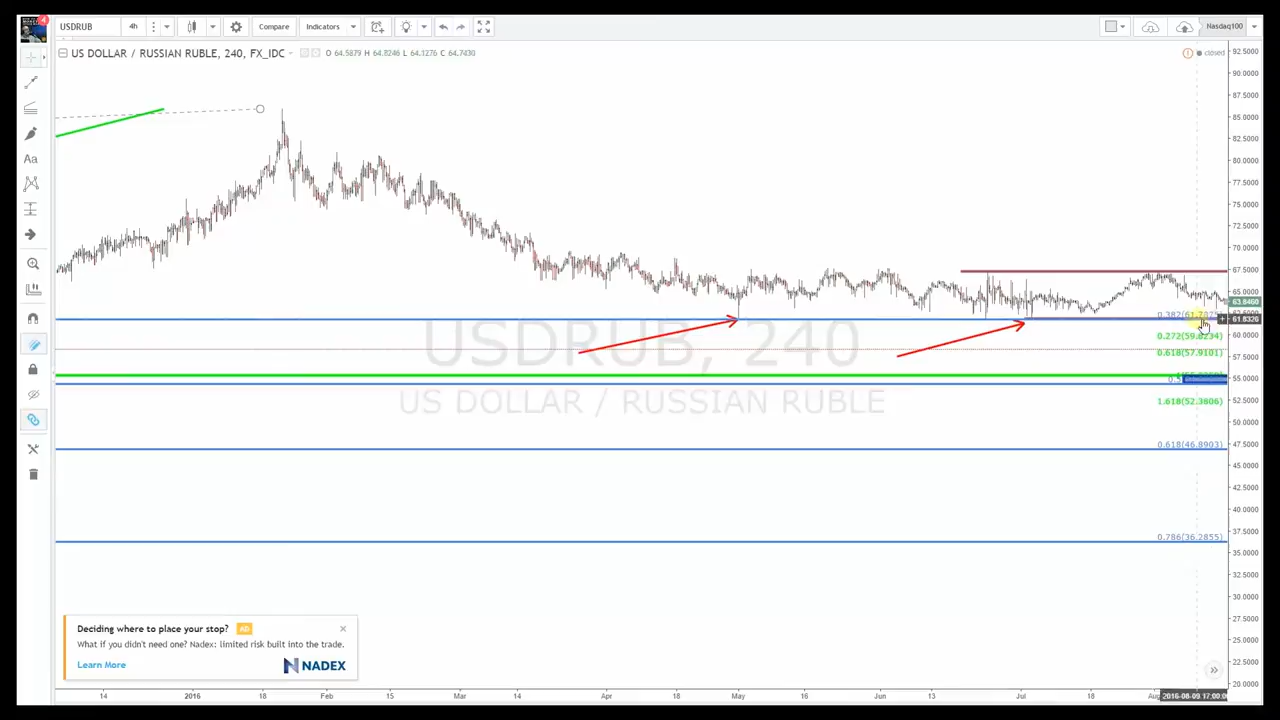 4
USDRUB
4h
Compare
Indicators
Nasdaq100
US DOLLAR / RUSSIAN RUBLE, 240, FX_IDC
O 64.5879 H 64.8246 L 64.1276 C 64.7430
closed
92.5000
90.0000
87.5000
85.0000
82.5000
80.0000
77.5000
75.0000
72.5000
70.0000
67.5000
65.0000
63.8460
61.8326
60.0000
57.5000
55.0000
52.5000
50.0000
47.5000
45.0000
42.5000
40.0000
37.5000
35.0000
32.5000
30.0000
27.5000
25.0000
22.5000
20.0000
0.272(59.6234)
0.618(57.9101)
1.618(52.3806)
0.618(46.8903)
0.786(36.2855)
USDRUB, 240
US DOLLAR / RUSSIAN RUBLE
Aa
Deciding where to place your stop? AD
What if you didn't need one? Nadex: limited risk built into the trade.
Learn More
NADEX
14 2016 18 Feb 15 Mar 14 Apr 18 May 16 Jun 13 Jul 18 Aug